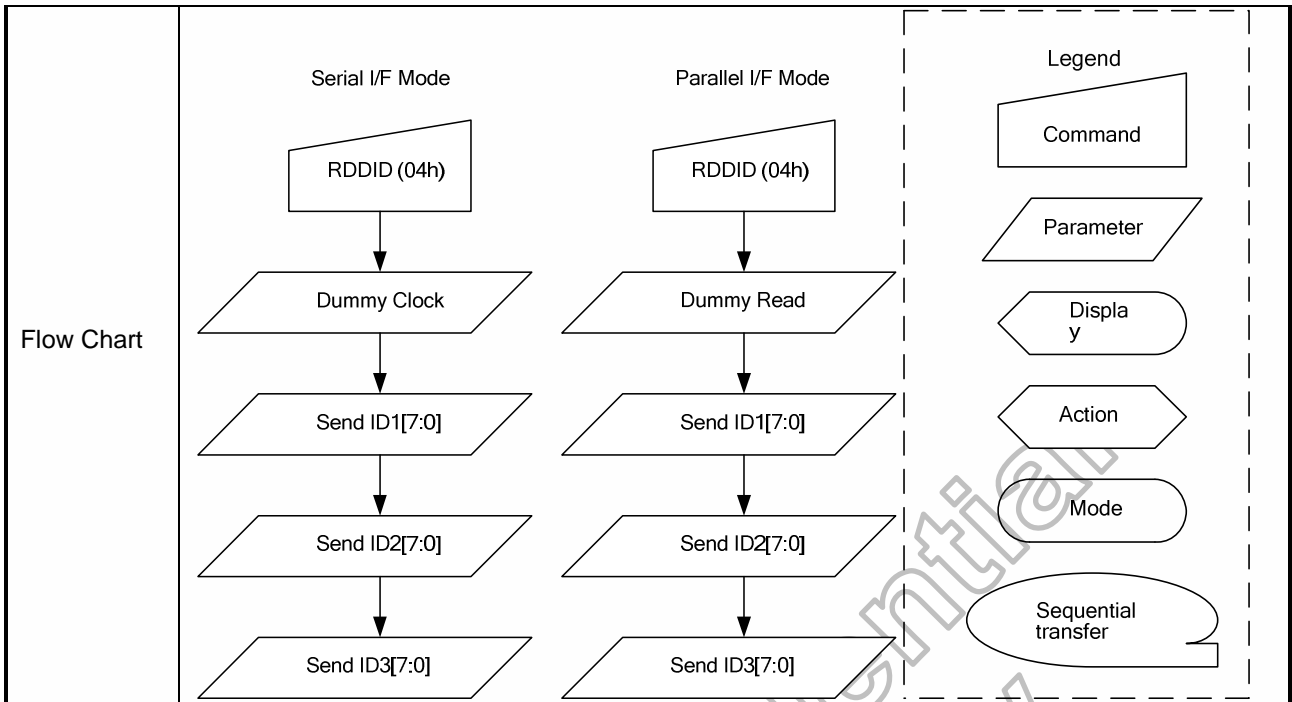 Flow Chart
Serial I/F Mode
RDDID (04h)
Dummy Clock
Send ID1[7:0]
Send ID2[7:0]
Send ID3[7:0]
Parallel I/F Mode
RDDID (04h)
Dummy Read
Send ID1[7:0]
Send ID2[7:0]
Send ID3[7:0]
Legend
Command
Parameter
Displa
y
Action
Mode
Sequential
transfer